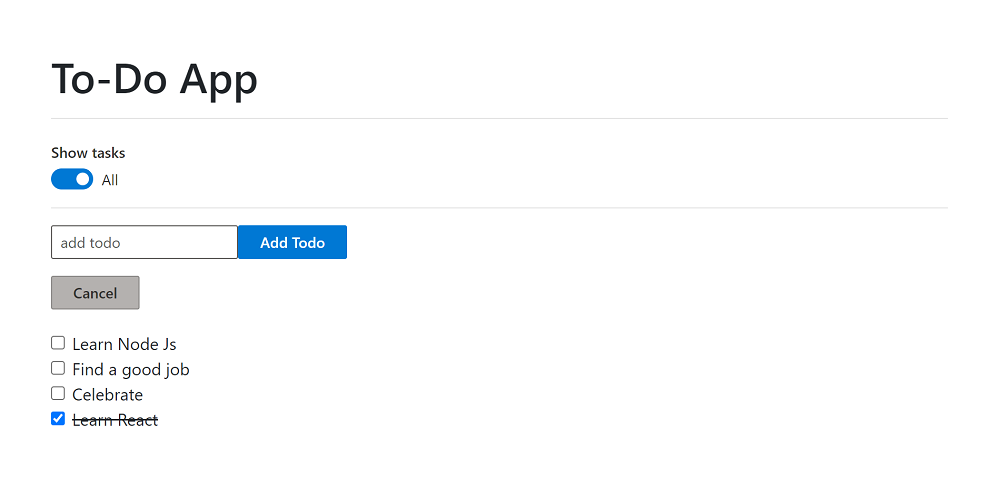 To-Do App
Show tasks
All
add todo Add Todo
Cancel
Learn Node Js
Find a good job
Celebrate
Learn React